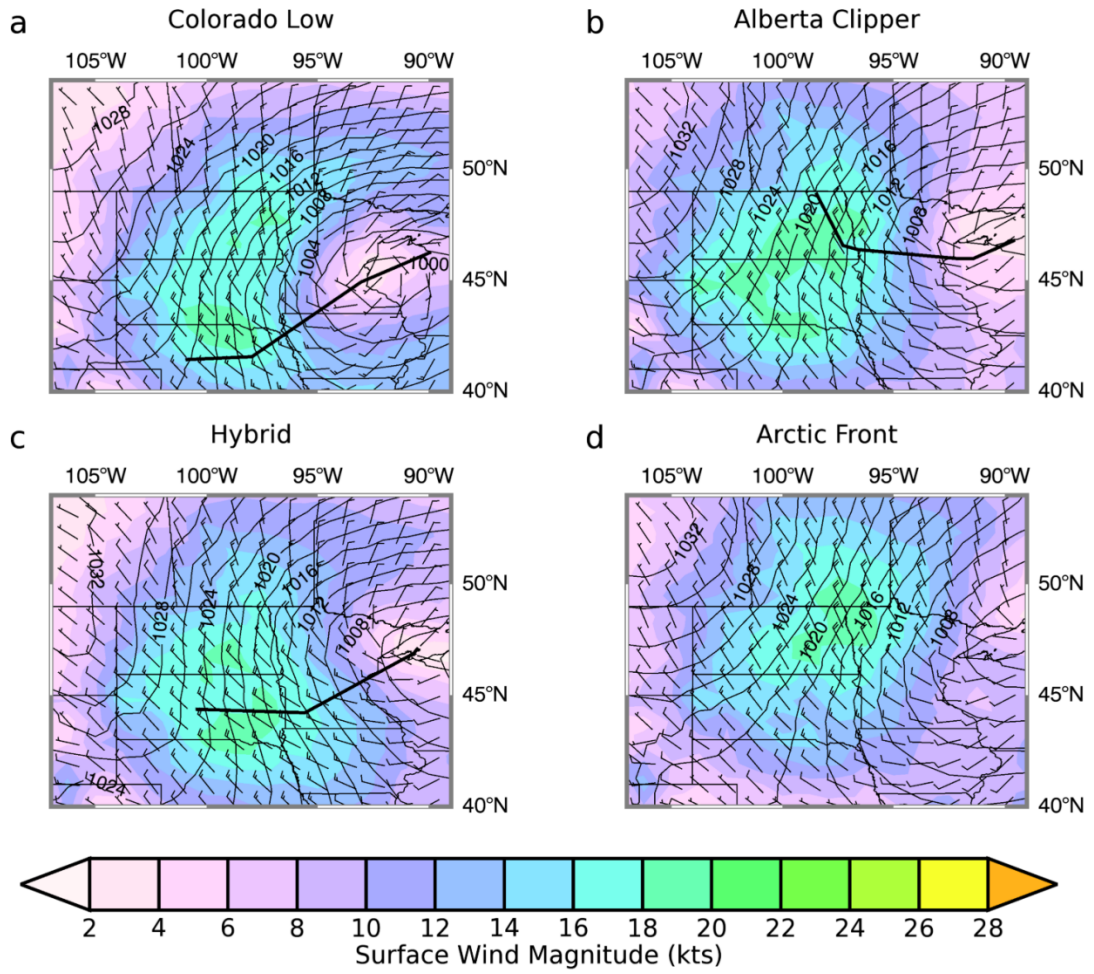 a Colorado Low
105°W 100°W 95°W 90°W
1028
1024
1020
1016
1012
1008
1004
1000
50°N
45°N
40°N
b Alberta Clipper
105°W 100°W 95°W 90°W
1032
1028
1024
1020
1016
1012
1008
50°N
45°N
40°N
c Hybrid
105°W 100°W 95°W 90°W
1032
1028
1024
1020
1016
1012
1008
1024
50°N
45°N
40°N
d Arctic Front
105°W 100°W 95°W 90°W
1032
1028
1024
1020
1016
1012
1008
50°N
45°N
40°N
2 4 6 8 10 12 14 16 18 20 22 24 26 28
Surface Wind Magnitude (kts)